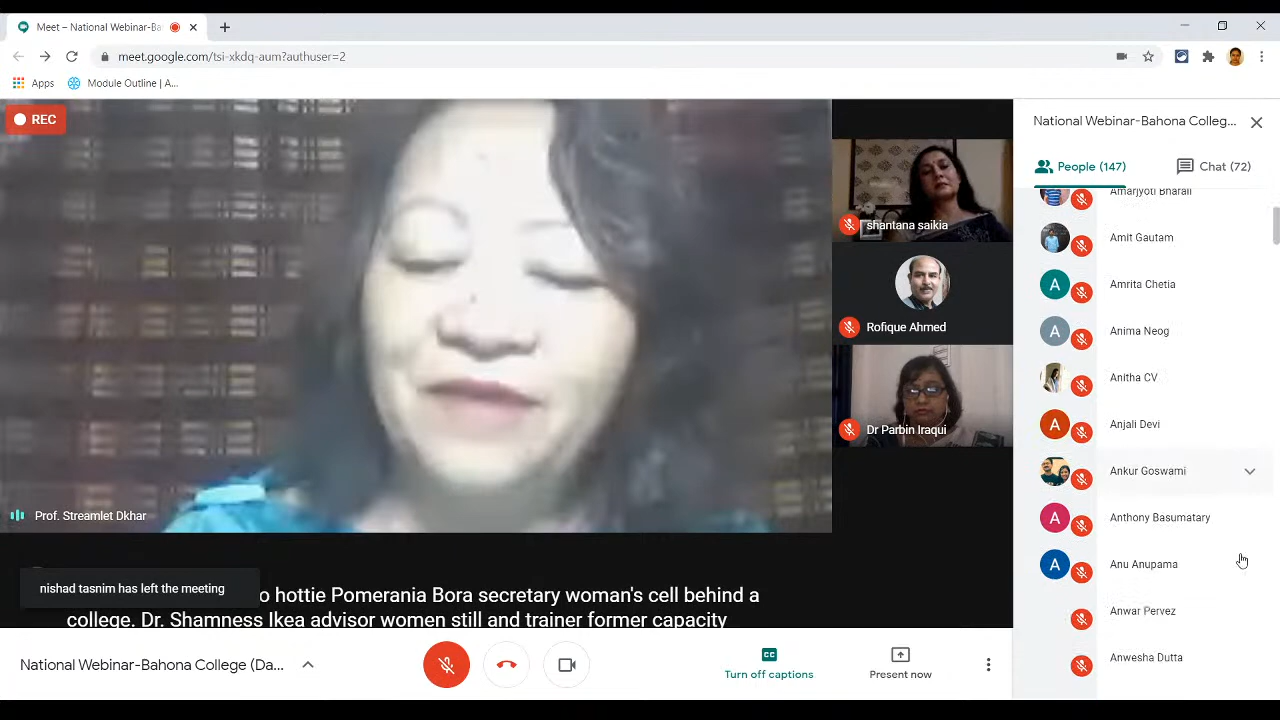 Meet – National Webinar-Ba
meet.google.com/tsi-xkdq-aum?authuser=2
Apps
Module Outline | A...
REC
Prof. Streamlet Dkhar
shantana saikia
Rofique Ahmed
Dr Parbin Iraqui
National Webinar-Bahona Colleg...
People (147)
Chat (72)
Amarjyoti Bharali
Amit Gautam
A
Amrita Chetia
A
Anima Neog
Anitha CV
A
Anjali Devi
Ankur Goswami
A
Anthony Basumatary
A
Anu Anupama
Anwar Pervez
Anwesha Dutta
nishad tasnim has left the meeting
o hottie Pomerania Bora secretary woman's cell behind a
college. Dr. Shamness Ikea advisor women still and trainer former capacity
National Webinar-Bahona College (Da...
CC
Turn off captions
Present now